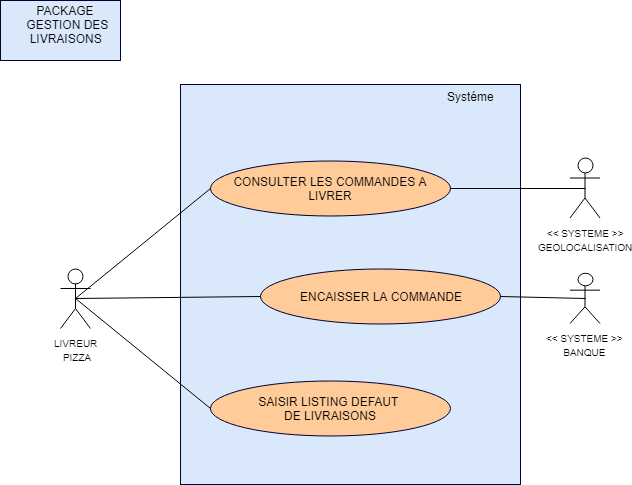 PACKAGE
GESTION DES
LIVRAISONS
Systéme
CONSULTER LES COMMANDES A
LIVRER
<< SYSTEME >>
GEOLOCALISATION
ENCAISSER LA COMMANDE
LIVREUR
PIZZA
<< SYSTEME >>
BANQUE
SAISIR LISTING DEFAUT
DE LIVRAISONS